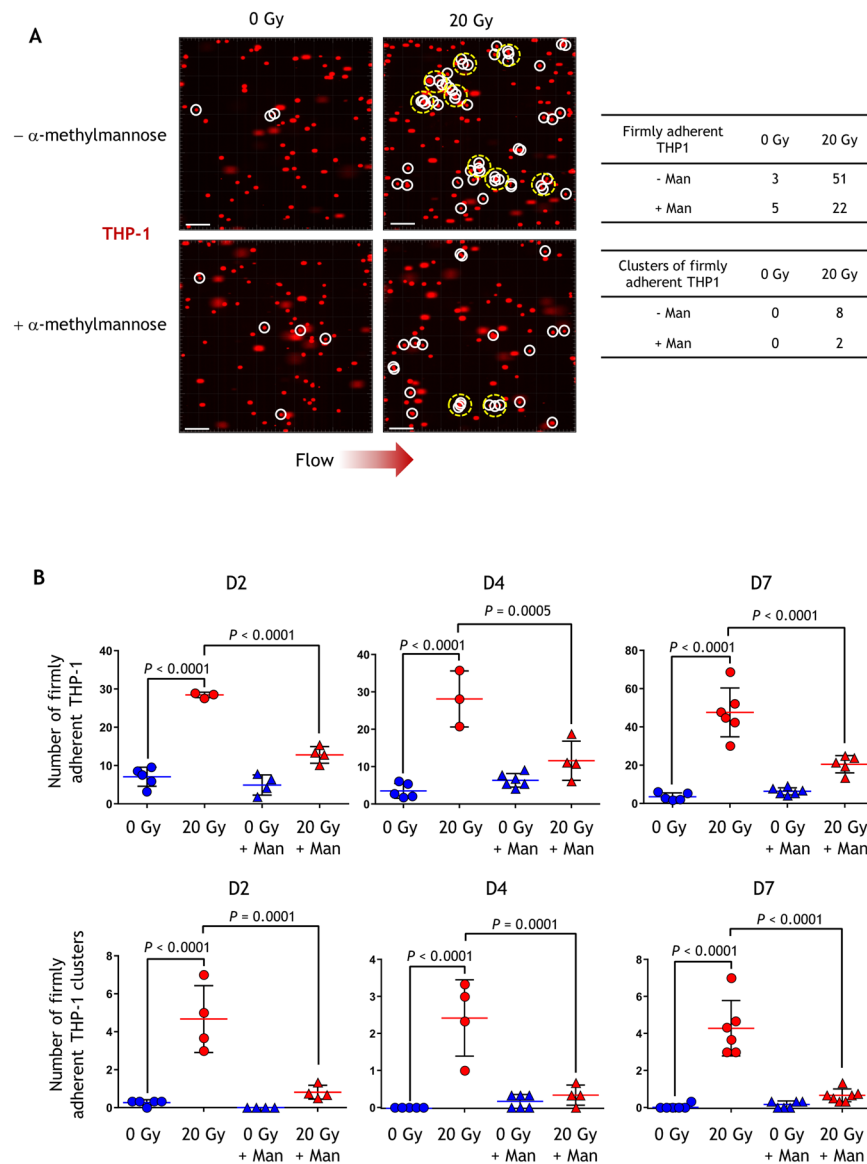 A
0 Gy 20 Gy
− α-methylmannose
THP-1
+ α-methylmannose
Flow
Firmly adherent THP1 0 Gy 20 Gy
- Man 3 51
+ Man 5 22
Clusters of firmly adherent THP1 0 Gy 20 Gy
- Man 0 8
+ Man 0 2
B
D2
Number of firmly adherent THP-1
P < 0.0001
P < 0.0001
40
30
20
10
0
0 Gy 20 Gy 0 Gy + Man 20 Gy + Man
D4
P = 0.0005
P < 0.0001
40
30
20
10
0
0 Gy 20 Gy 0 Gy + Man 20 Gy + Man
D7
P < 0.0001
P < 0.0001
80
60
40
20
0
0 Gy 20 Gy 0 Gy + Man 20 Gy + Man
D2
Number of firmly adherent THP-1 clusters
P = 0.0001
P < 0.0001
8
6
4
2
0
0 Gy 20 Gy 0 Gy + Man 20 Gy + Man
D4
P = 0.0001
P < 0.0001
4
3
2
1
0
0 Gy 20 Gy 0 Gy + Man 20 Gy + Man
D7
P < 0.0001
P < 0.0001
8
6
4
2
0
0 Gy 20 Gy 0 Gy + Man 20 Gy + Man